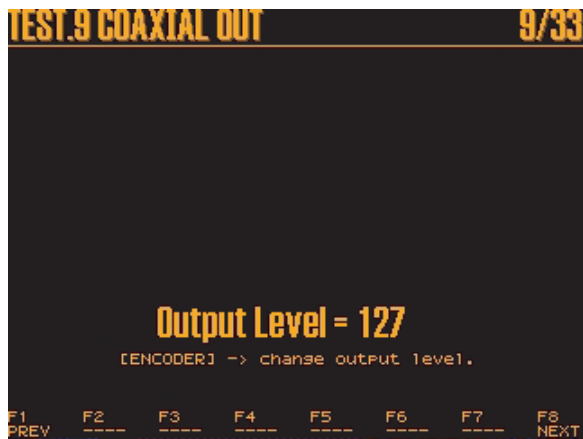 TEST.9 COAXIAL OUT 9/33
Output Level = 127
[ENCODER] -> change output level.
F1 F2 F3 F4 F5 F6 F7 F8
PREV ---- ---- ---- ---- ---- ---- NEXT